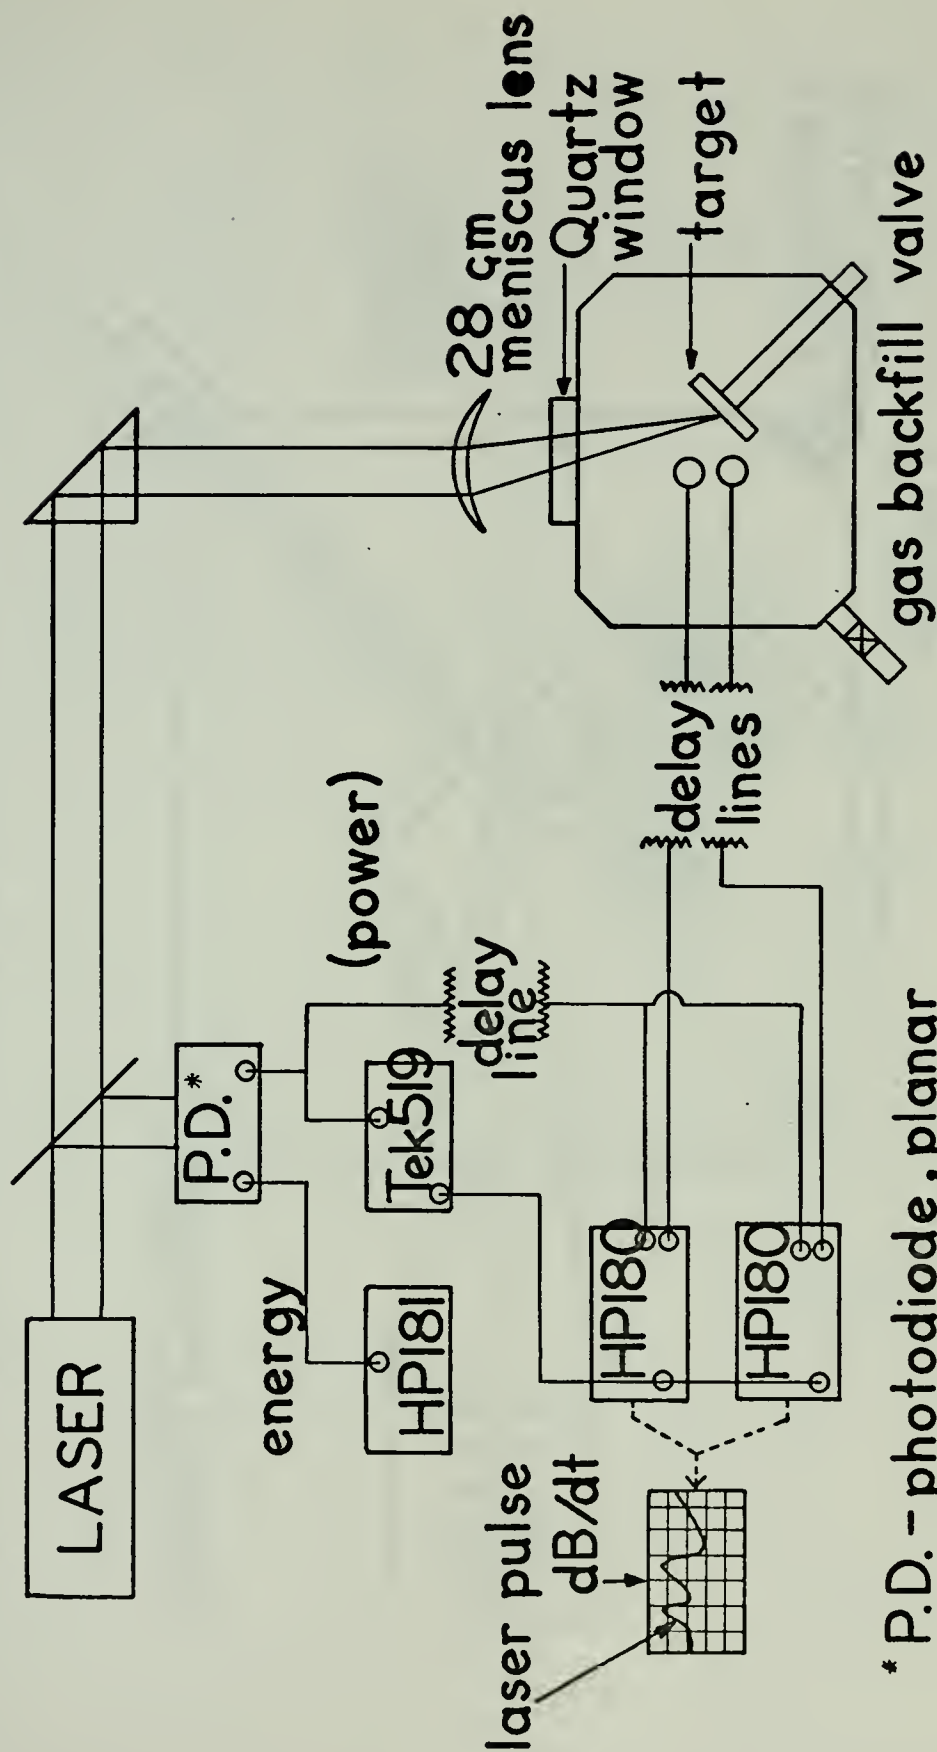 LASER
P.D.*
energy
(power)
HP181
Tek519
delay
line
28 cm
meniscus lens
Quartz
window
target
laser pulse
dB/dt
HP180
HP180
delay
lines
gas backfill valve
* P.D. - photodiode, planar